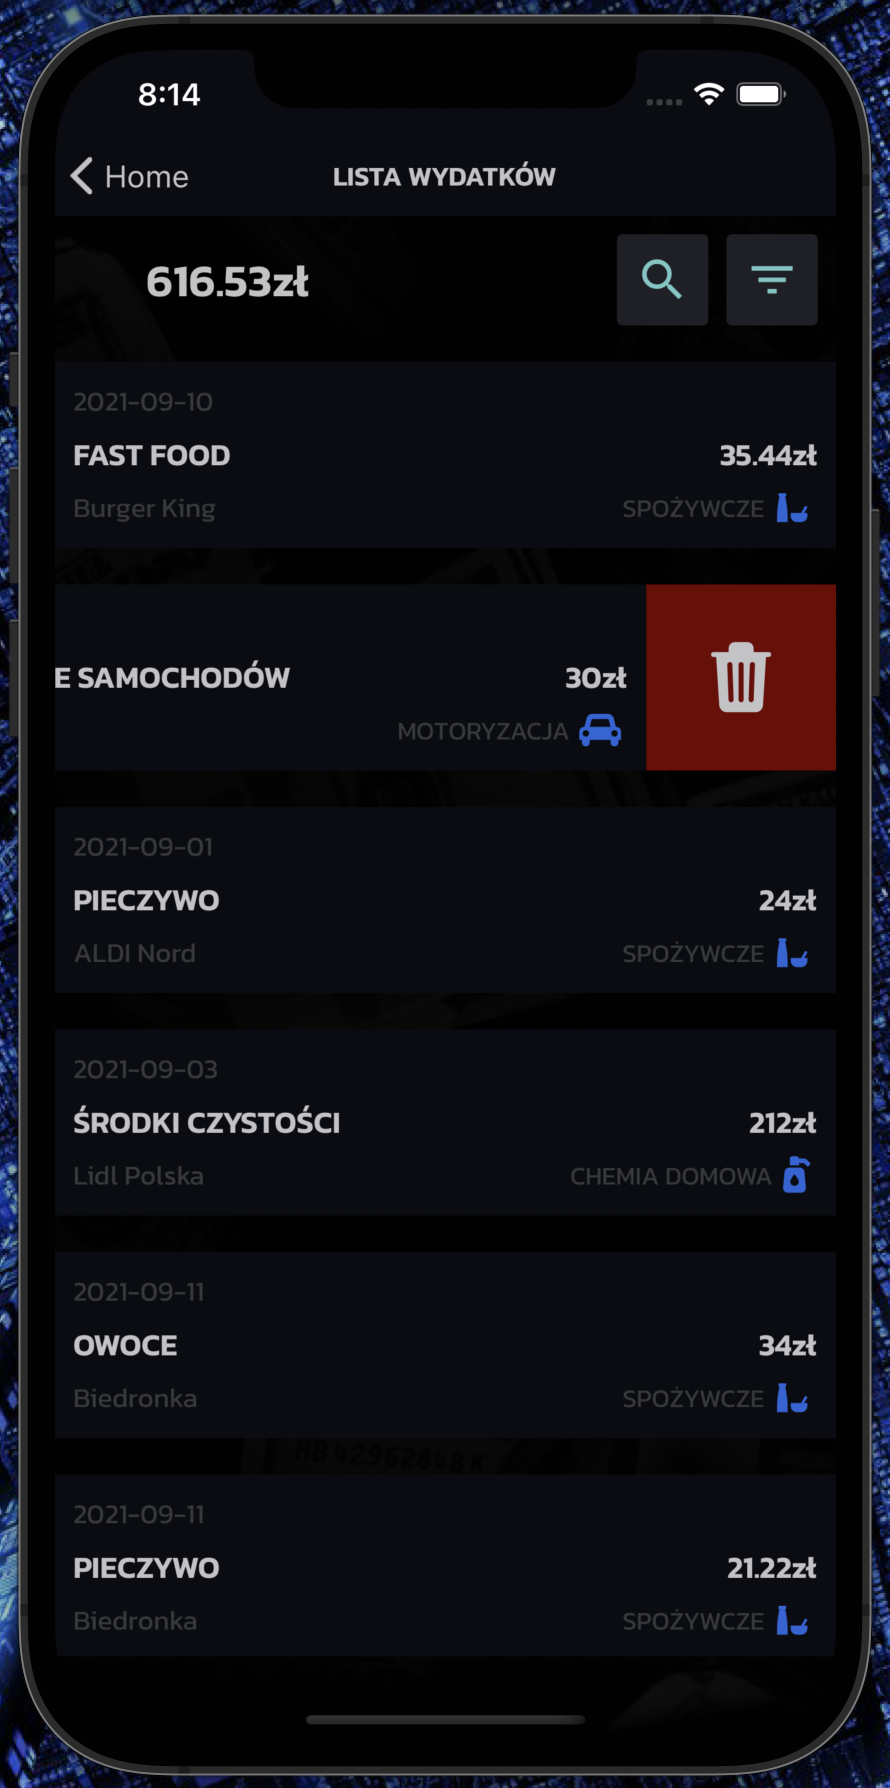 8:14
Home
LISTA WYDATKÓW
616.53zł
2021-09-10
FAST FOOD 35.44zł
Burger King SPOŻYWCZE
E SAMOCHODÓW 30zł
MOTORYZACJA
2021-09-01
PIECZYWO 24zł
ALDI Nord SPOŻYWCZE
2021-09-03
ŚRODKI CZYSTOŚCI 212zł
Lidl Polska CHEMIA DOMOWA
2021-09-11
OWOCE 34zł
Biedronka SPOŻYWCZE
HB42962848K
2021-09-11
PIECZYWO 21.22zł
Biedronka SPOŻYWCZE